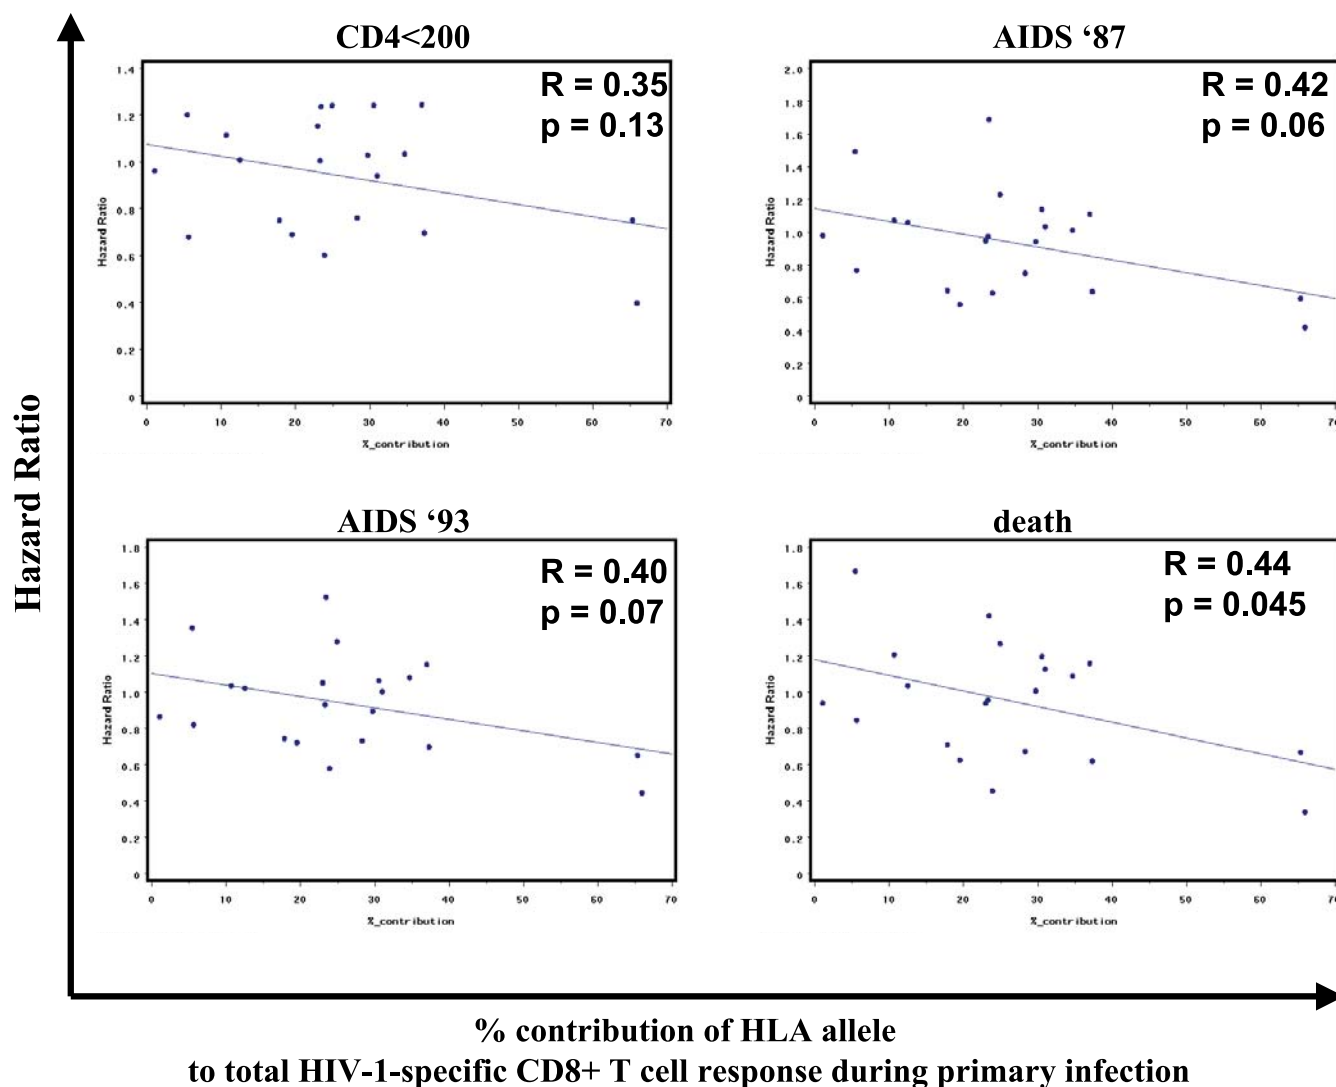 CD4<200
R = 0.35
p = 0.13
1.4
1.2
1.0
0.8
0.6
0.4
0.2
0
Hazard Ratio
0 10 20 30 40 50 60 70
%_contribution
AIDS ‘87
R = 0.42
p = 0.06
2.0
1.8
1.6
1.4
1.2
1.0
0.8
0.6
0.4
0.2
0
Hazard Ratio
0 10 20 30 40 50 60 70
%_contribution
Hazard Ratio
AIDS ‘93
R = 0.40
p = 0.07
1.8
1.6
1.4
1.2
1.0
0.8
0.6
0.4
0.2
0
Hazard Ratio
0 10 20 30 40 50 60 70
%_contribution
death
R = 0.44
p = 0.045
1.8
1.6
1.4
1.2
1.0
0.8
0.6
0.4
0.2
0
Hazard Ratio
0 10 20 30 40 50 60 70
%_contribution
% contribution of HLA allele
to total HIV-1-specific CD8+ T cell response during primary infection